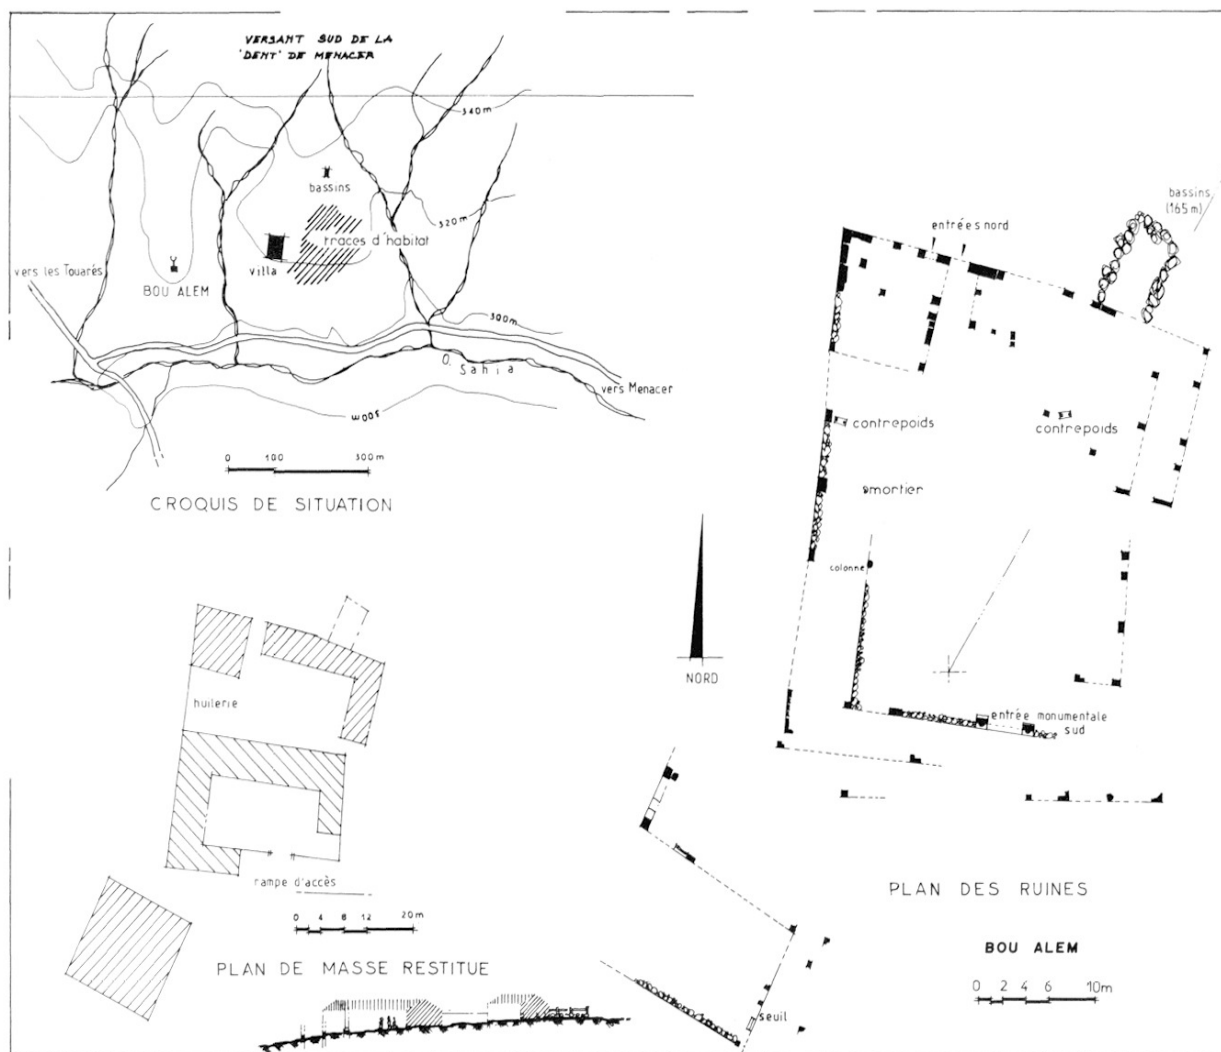 VERSANT SUD DE LA
'DENT' DE MENACER
340m
bassins
320m
traces d'habitat
villa
vers les Touarés
BOU ALEM
300m
O. Sahia
vers Menacer
300m
0 100 300m
CROQUIS DE SITUATION
bassins
(165m)
entrées nord
contrepoids
contrepoids
mortier
colonne
NORD
entrée monumentale
sud
huilerie
rampe d'accès
0 4 8 12 20m
PLAN DE MASSE RESTITUE
seuil
PLAN DES RUINES
BOU ALEM
0 2 4 6 10m